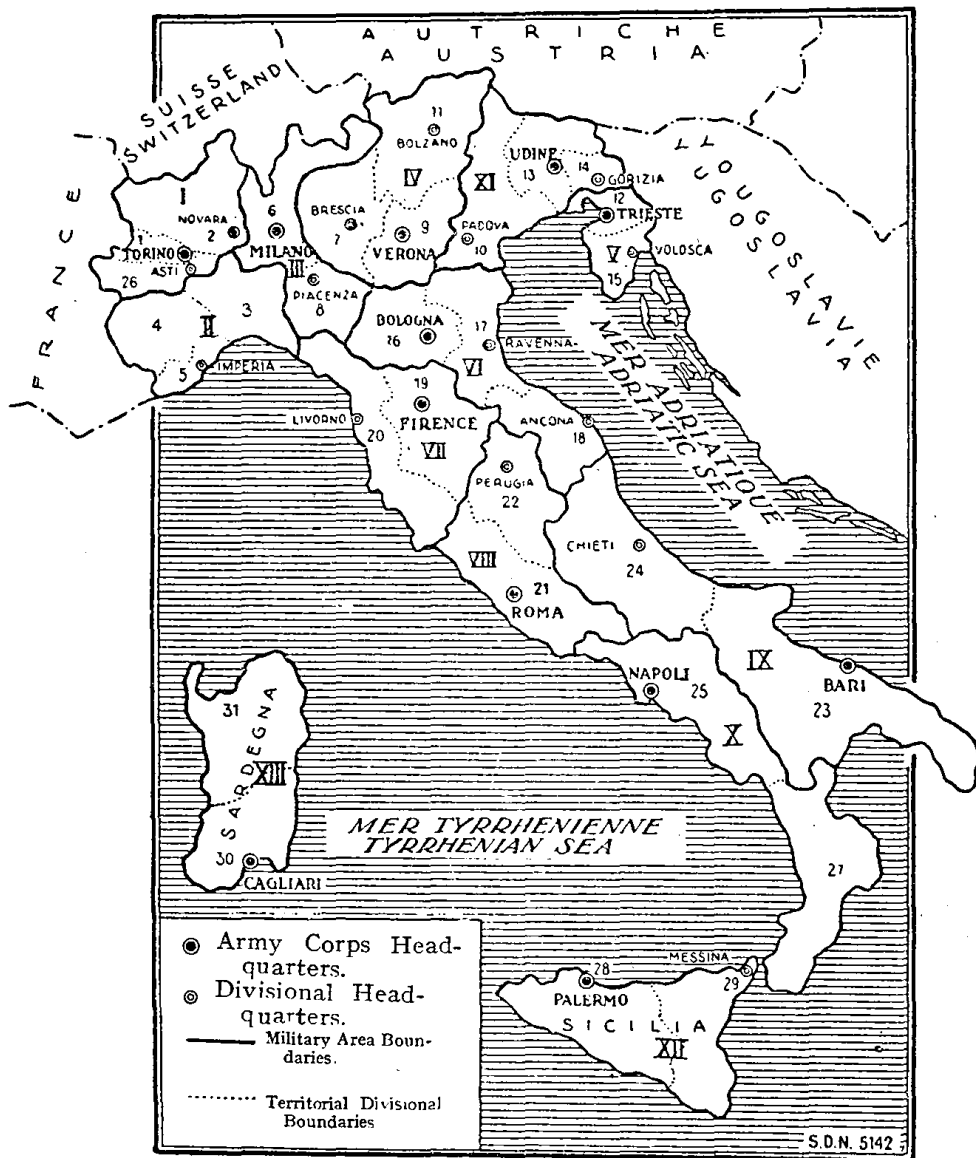 AUTRICHE
AUSTRIA
SUISSE
SWITZERLAND
FRANCE
YOUGOSLAVIE
YUGOSLAVIA
11
BOLZANO
UDINE
13
14
GORIZIA
XI
IV
I
12
TRIESTE
NOVARA
2
6
MILANO
III
BRESCIA
7
9
VERONA
PADOVA
10
V
VOLOSCA
15
1
TORINO
ASTI
26
PIACENZA
8
4
II
3
BOLOGNA
16
17
RAVENNA
VI
5
IMPERIA
MER ADRIATIQUE
ADRIATIC SEA
19
FIRENCE
VII
LIVORNO
20
ANCONA
18
PERUGIA
22
CHIETI
24
VIII
21
ROMA
IX
BARI
23
NAPOLI
25
X
31
SARDEGNA
XIII
30
CAGLIARI
MER TYRRHENIENNE
TYRRHENIAN SEA
27
MESSINA
29
28
PALERMO
SICILIA
XII
Army Corps Head-
quarters.
Divisional Head-
quarters.
Military Area Boun-
daries.
Territorial Divisional
Boundaries
S.D.N. 5142